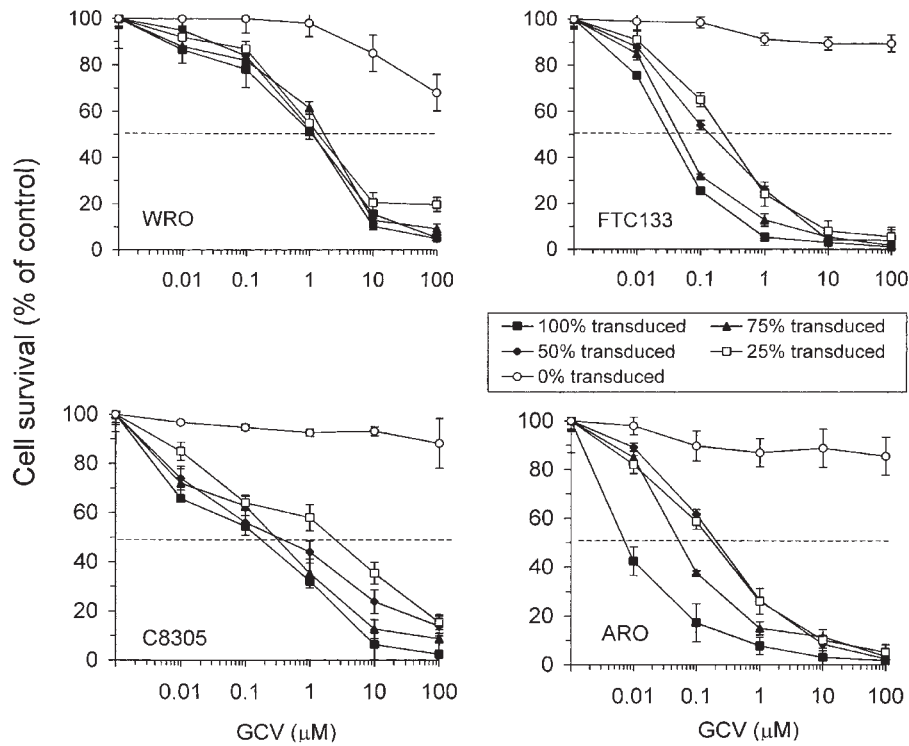 Cell survival (% of control)
100
80
60
40
20
0
WRO
0.01 0.1 1 10 100
100
80
60
40
20
0
FTC133
0.01 0.1 1 10 100
100% transduced 75% transduced
50% transduced 25% transduced
0% transduced
100
80
60
40
20
0
C8305
0.01 0.1 1 10 100
GCV (µM)
100
80
60
40
20
0
ARO
0.01 0.1 1 10 100
GCV (µM)